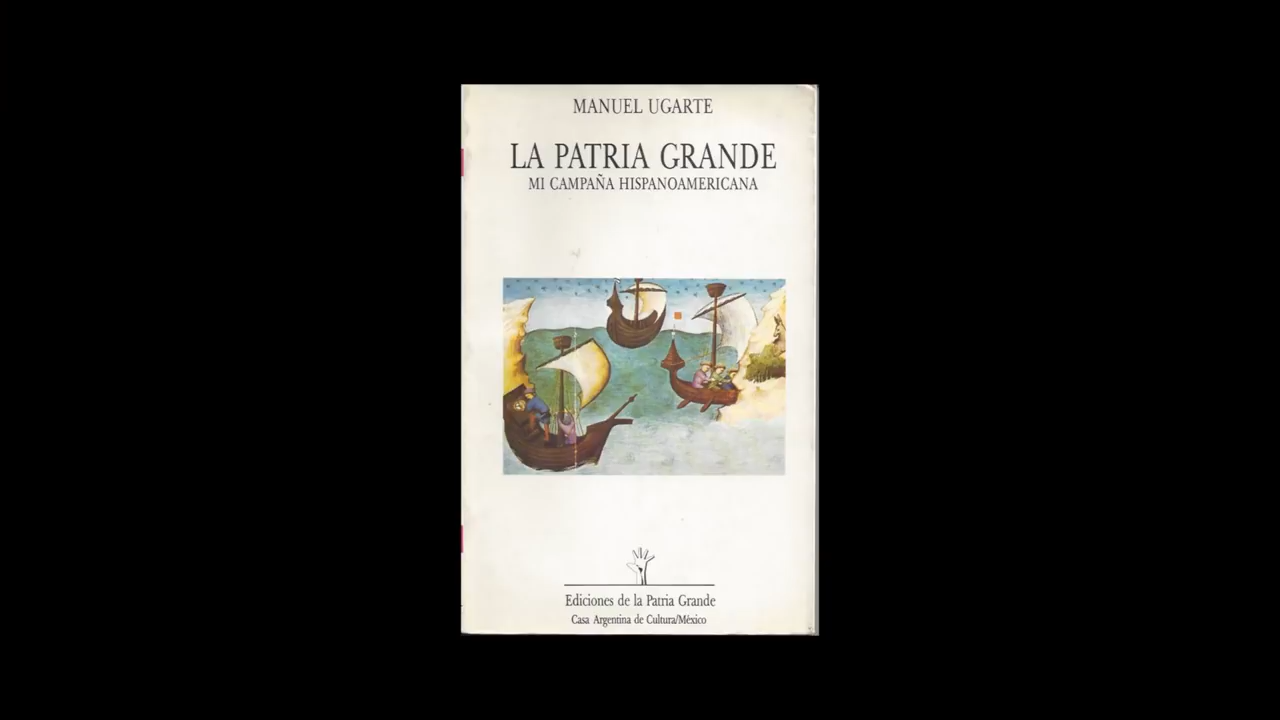 MANUEL UGARTE
LA PATRIA GRANDE
MI CAMPAÑA HISPANOAMERICANA
Ediciones de la Patria Grande
Casa Argentina de Cultura/México